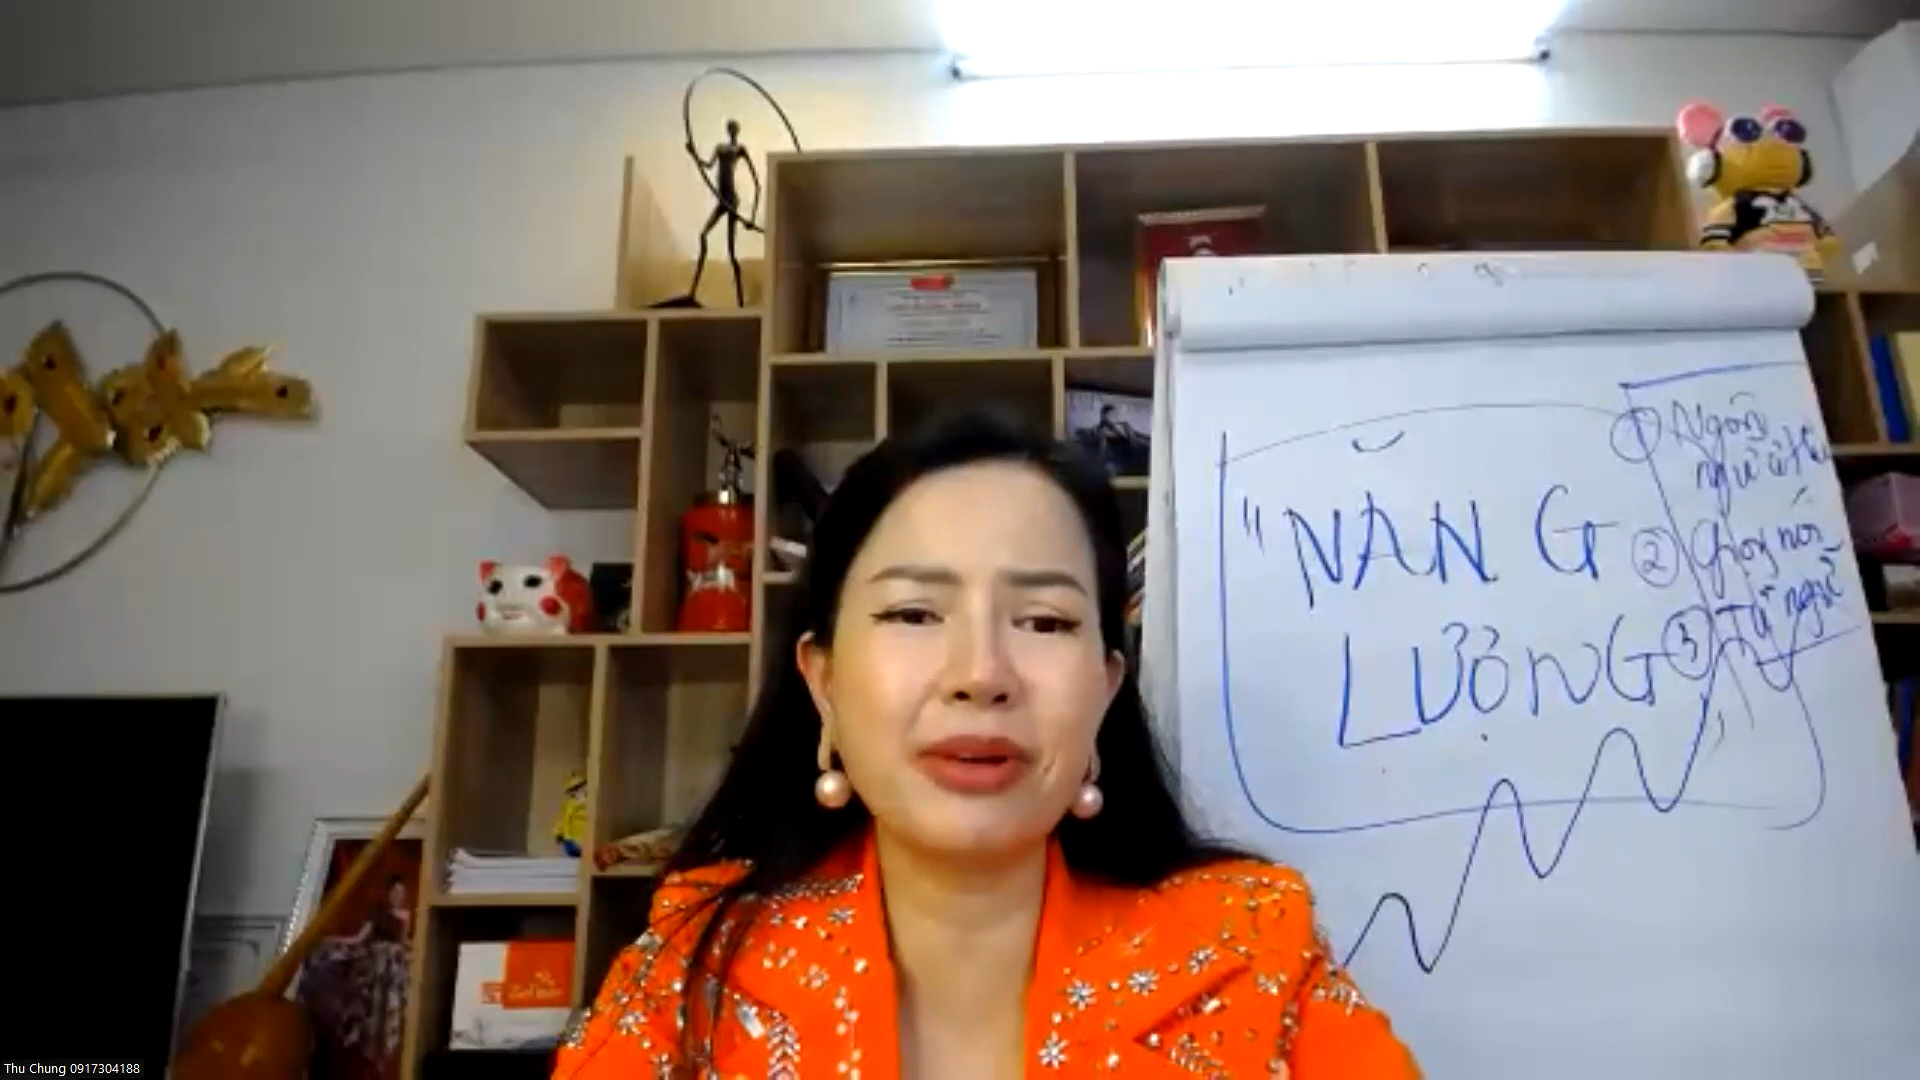 "NĂNG
LƯỢNG
① Ngôn
ngữ cơ thể
② Giọng nói
③ Từ ngữ
Thu Chung 0917304188